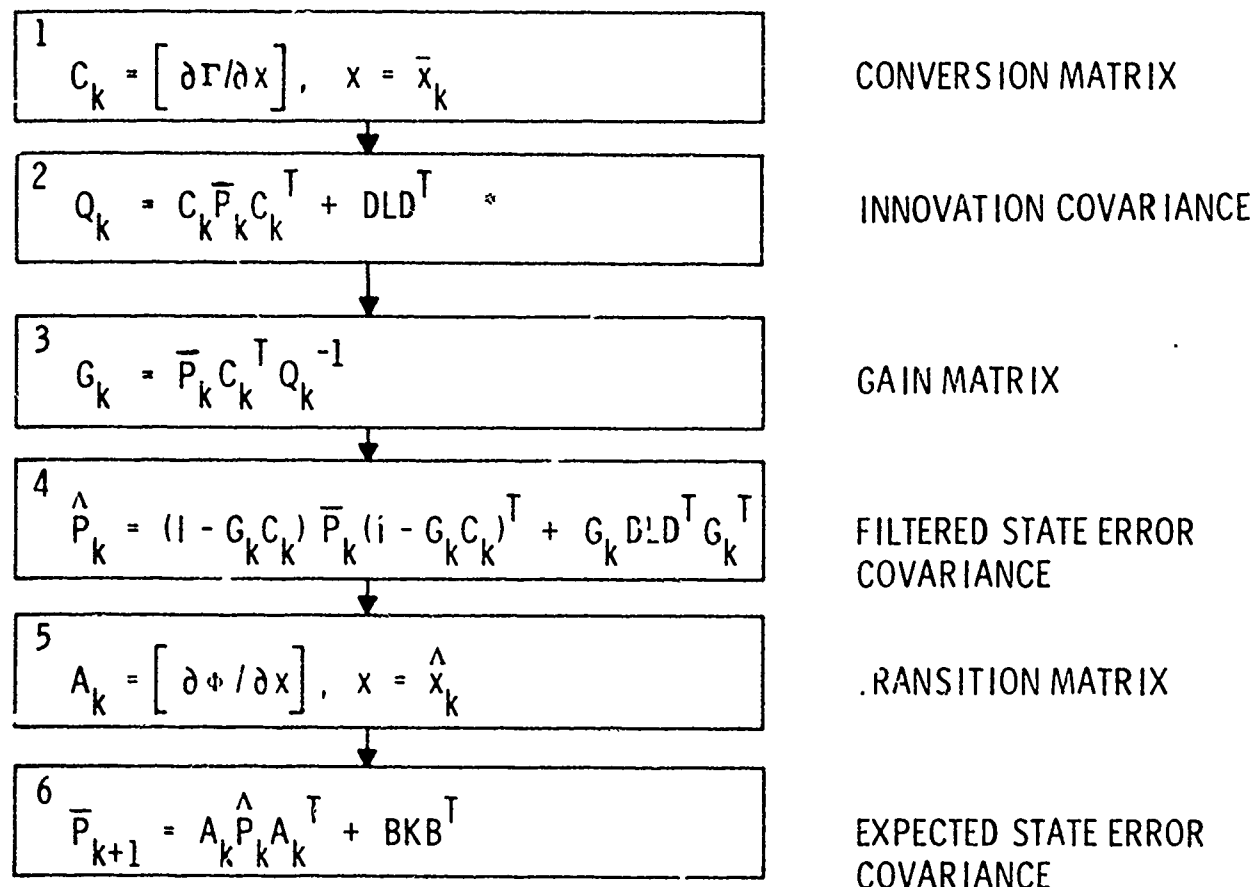 1
C_k = [ ∂Γ/∂x ], x = x̄_k
CONVERSION MATRIX
2
Q_k = C_k P̄_k C_k^T + DLD^T
INNOVATION COVARIANCE
3
G_k = P̄_k C_k^T Q_k^-1
GAIN MATRIX
4
P̂_k = (I - G_k C_k) P̄_k (i - G_k C_k)^T + G_k DLD^T G_k^T
FILTERED STATE ERROR
COVARIANCE
5
A_k = [ ∂Φ/∂x ], x = x̂_k
.RANSITION MATRIX
6
P̄_k+1 = A_k P̂_k A_k^T + BKB^T
EXPECTED STATE ERROR
COVARIANCE